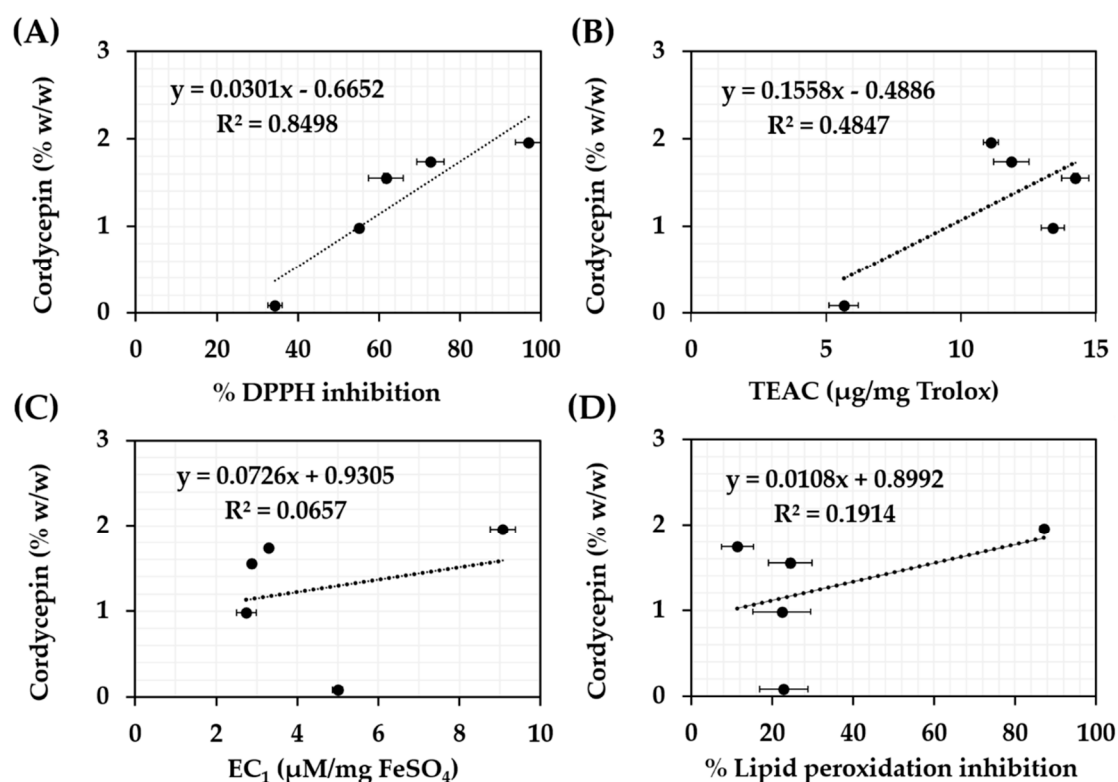 (A)
Cordycepin (% w/w)
3
2
1
0
y = 0.0301x - 0.6652
R² = 0.8498
0 20 40 60 80 100
% DPPH inhibition
(B)
Cordycepin (% w/w)
3
2
1
0
y = 0.1558x - 0.4886
R² = 0.4847
0 5 10 15
TEAC (μg/mg Trolox)
(C)
Cordycepin (% w/w)
3
2
1
0
y = 0.0726x + 0.9305
R² = 0.0657
0 2 4 6 8 10
EC₁ (μM/mg FeSO₄)
(D)
Cordycepin (% w/w)
3
2
1
0
y = 0.0108x + 0.8992
R² = 0.1914
0 20 40 60 80 100
% Lipid peroxidation inhibition